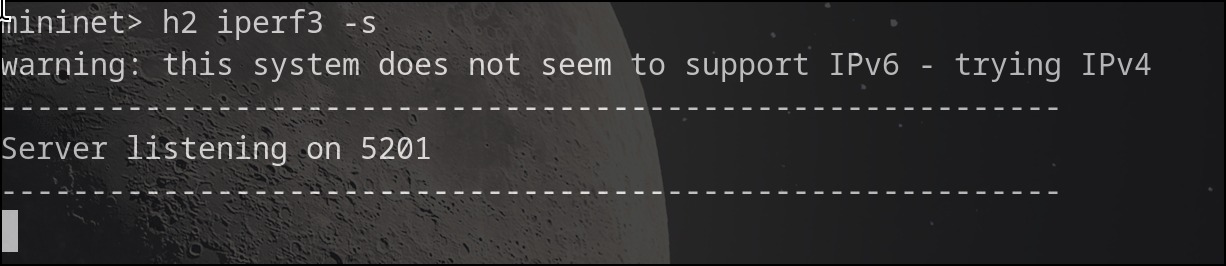 mininet> h2 iperf3 -s
warning: this system does not seem to support IPv6 - trying IPv4
-----------------------------------------------------------
Server listening on 5201
-----------------------------------------------------------